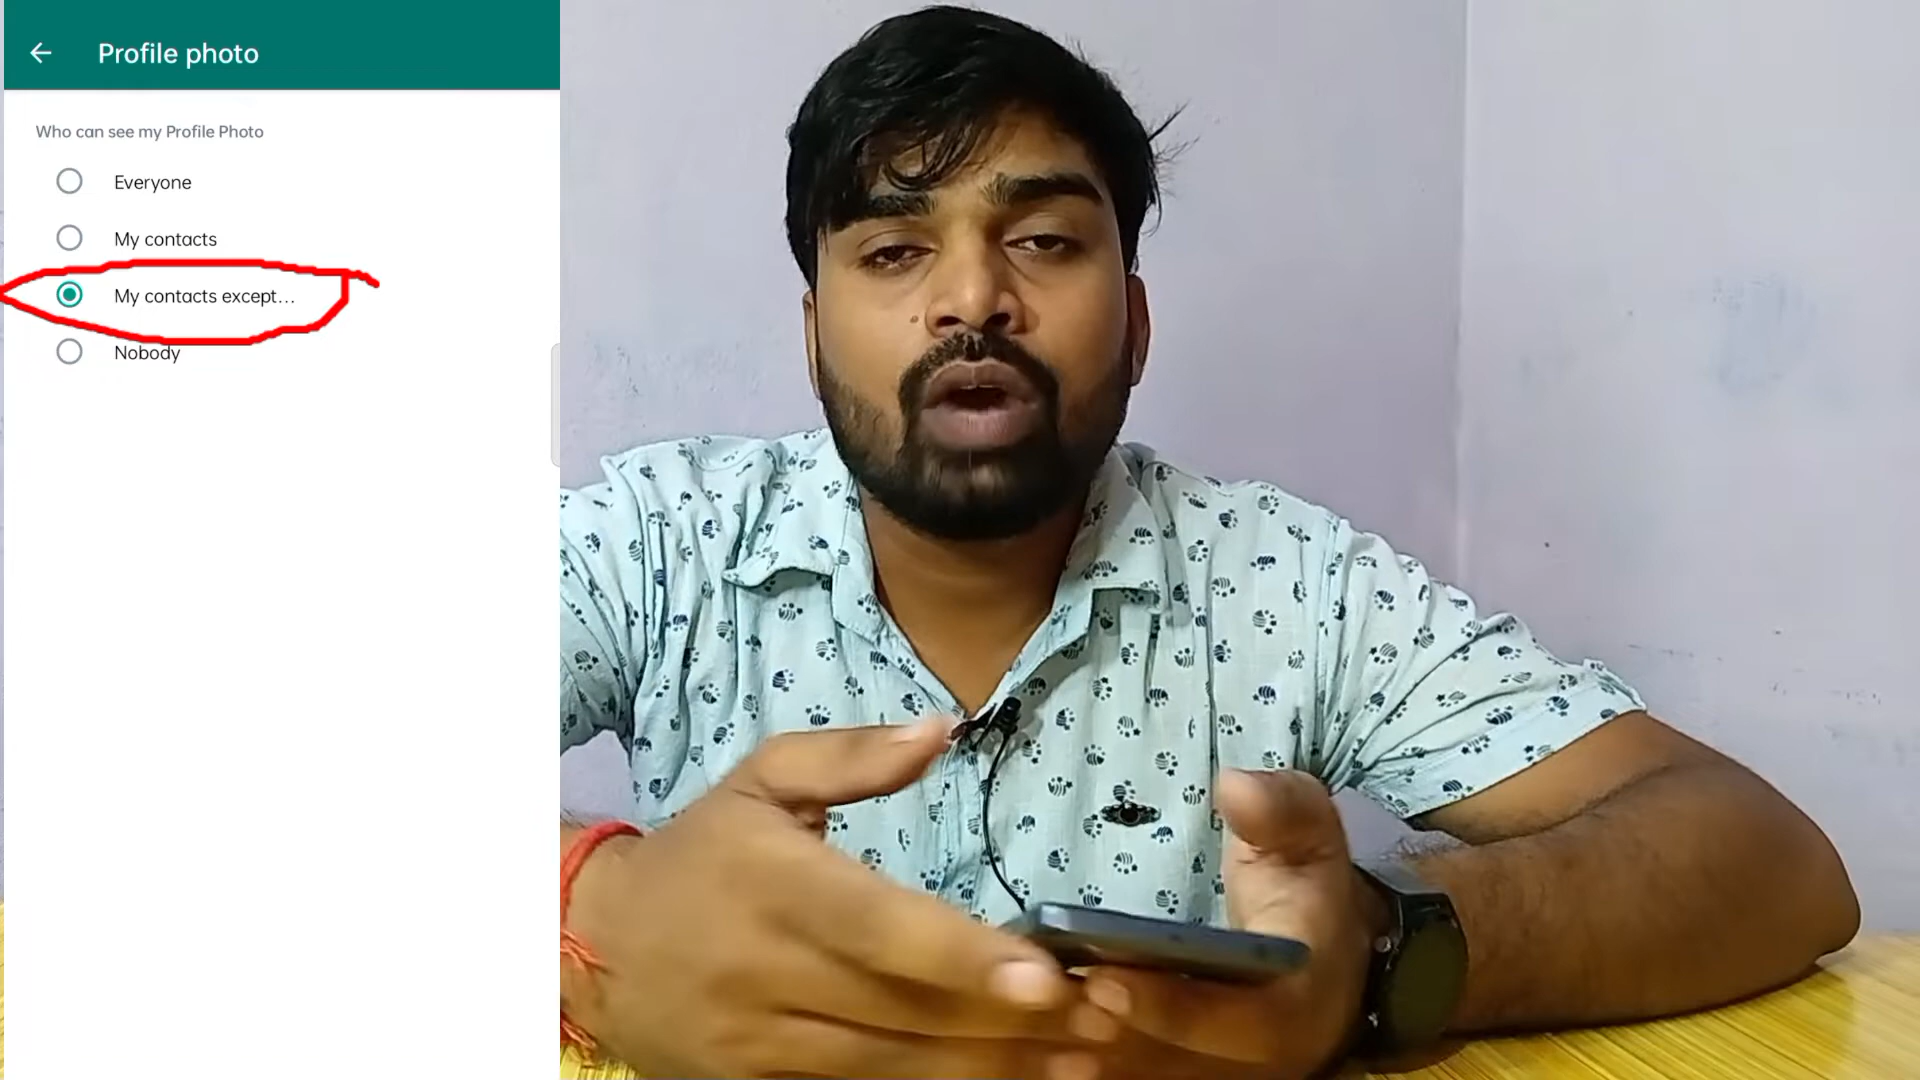 Profile photo
Who can see my Profile Photo
Everyone
My contacts
My contacts except...
Nobody